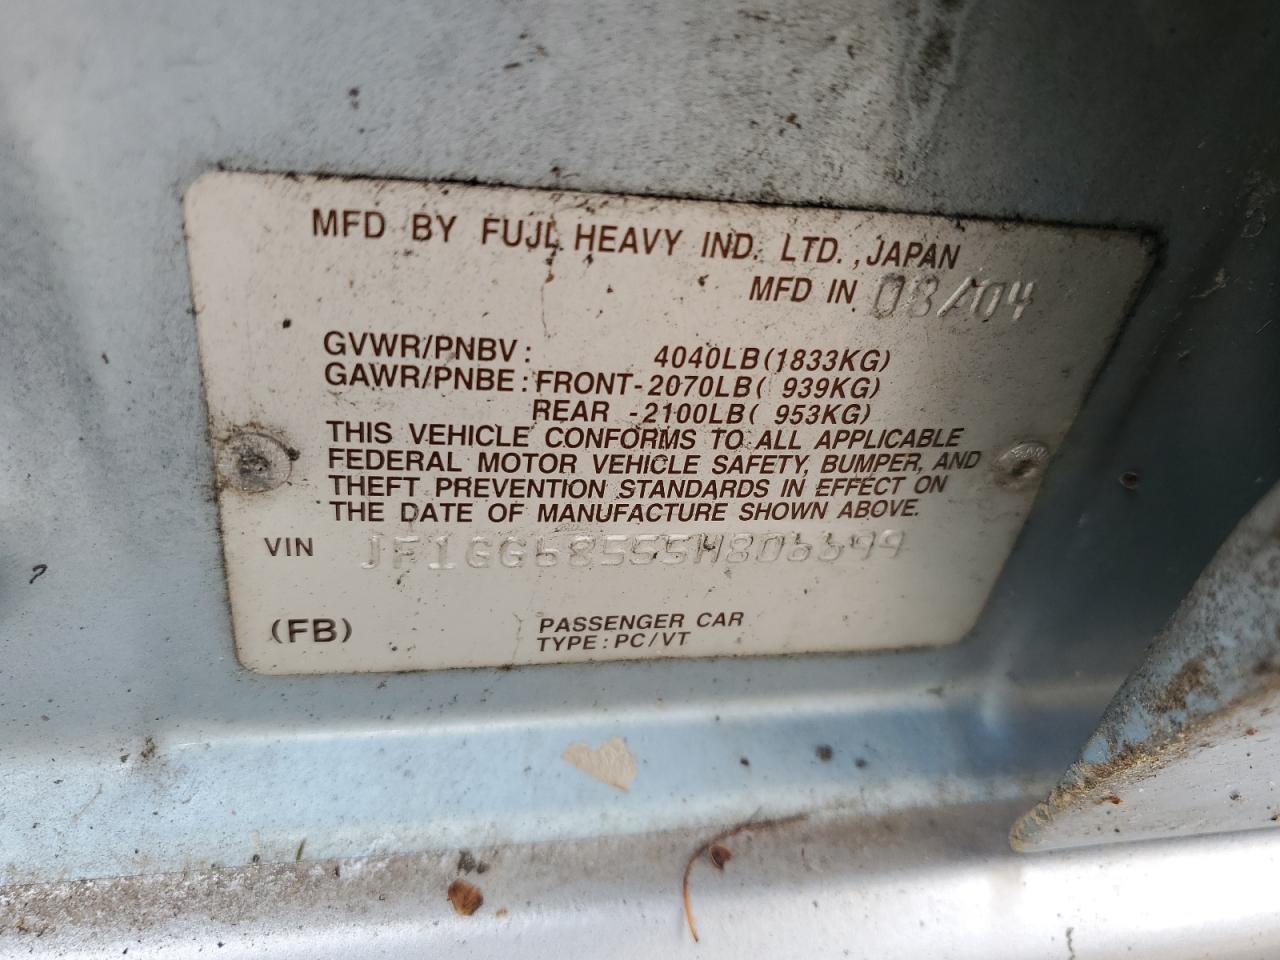 MFD BY FUJI HEAVY IND. LTD., JAPAN
MFD IN 08/04
GVWR/PNBV: 4040LB(1833KG)
GAWR/PNBE: FRONT-2070LB( 939KG)
REAR -2100LB( 953KG)
THIS VEHICLE CONFORMS TO ALL APPLICABLE
FEDERAL MOTOR VEHICLE SAFETY, BUMPER, AND
THEFT PREVENTION STANDARDS IN EFFECT ON
THE DATE OF MANUFACTURE SHOWN ABOVE.
VIN JF1GG68555H806699
(FB)
PASSENGER CAR
TYPE: PC/VT